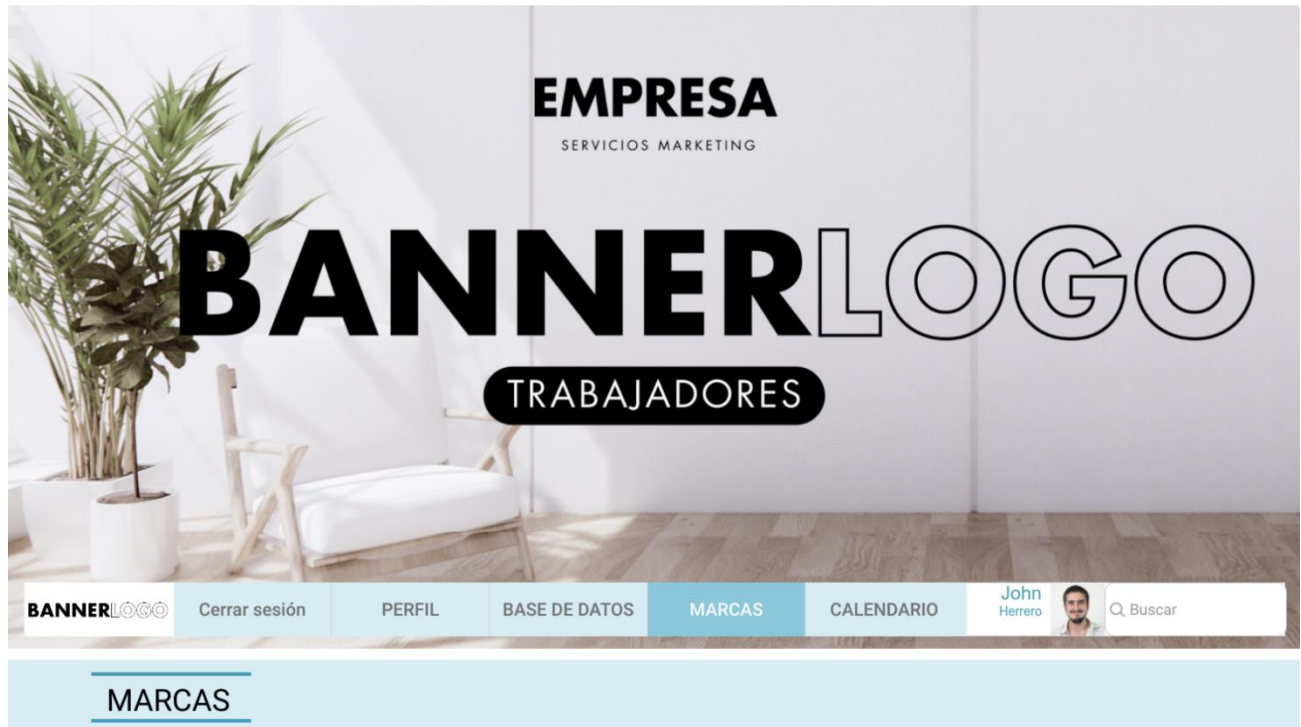 EMPRESA
SERVICIOS MARKETING
BANNERLOGO
TRABAJADORES
BANNERLOGO
Cerrar sesión
PERFIL
BASE DE DATOS
MARCAS
CALENDARIO
John
Herrero
Buscar
MARCAS